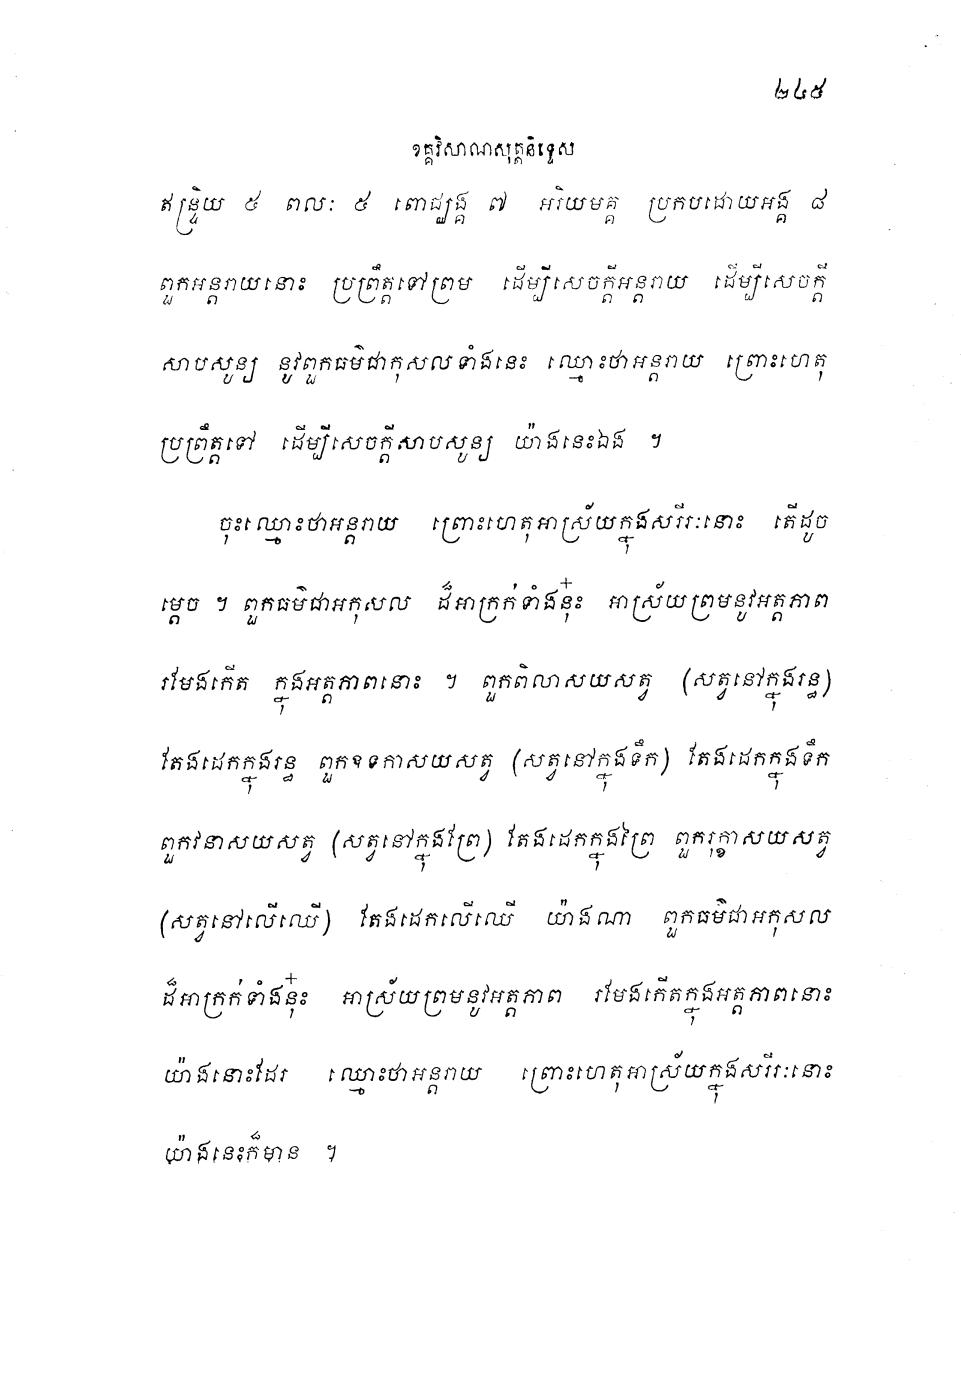 ២៤៥
ខគ្គវិសាណសុត្តនិទ្ទេស
ឥន្ទ្រិយ ៥ ពលៈ ៥ ពោជ្ឈង្គ ៧ អរិយមគ្គ ប្រកបដោយអង្គ ៨
ពួកអន្តរាយនោះ ប្រព្រឹត្តទៅព្រម ដើម្បីសេចក្តីអន្តរាយ ដើម្បីសេចក្តី
សាបសូន្យ នូវពួកធម៌ជាកុសលទាំងនេះ ឈ្មោះថាអន្តរាយ ព្រោះហេតុ
ប្រព្រឹត្តទៅ ដើម្បីសេចក្តីសាបសូន្យ យ៉ាងនេះឯង ។
ចុះឈ្មោះថាអន្តរាយ ព្រោះហេតុអាស្រ័យក្នុងសរីរៈនោះ តើដូច
ម្តេច ។ ពួកធម៌ជាអកុសល ដ៏អាក្រក់ទាំងនុ៎ះ អាស្រ័យព្រមនូវអត្តភាព
រមែងកើត ក្នុងអត្តភាពនោះ ។ ពួកពិលាសយសត្វ (សត្វនៅក្នុងរន្ធ)
តែងដេកក្នុងរន្ធ ពួកឧទកាសយសត្វ (សត្វនៅក្នុងទឹក) តែងដេកក្នុងទឹក
ពួកវនាសយសត្វ (សត្វនៅក្នុងព្រៃ) តែងដេកក្នុងព្រៃ ពួករុក្ខាសយសត្វ
(សត្វនៅលើឈើ) តែងដេកលើឈើ យ៉ាងណា ពួកធម៌ជាអកុសល
ដ៏អាក្រក់ទាំងនុ៎ះ អាស្រ័យព្រមនូវអត្តភាព រមែងកើតក្នុងអត្តភាពនោះ
យ៉ាងនោះដែរ ឈ្មោះថាអន្តរាយ ព្រោះហេតុអាស្រ័យក្នុងសរីរៈនោះ
យ៉ាងនេះក៏មាន ។